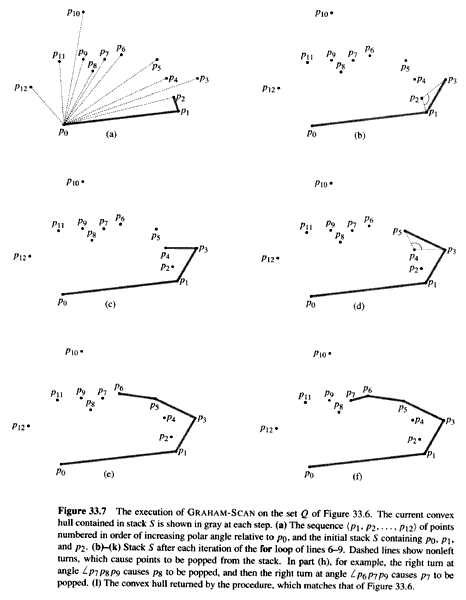 p10
p11
p9
p7
p6
p8
p5
p4
p3
p12
p2
p1
p0
(a)
p10
p11
p9
p7
p6
p8
p5
p4
p3
p12
p2
p1
p0
(b)
p10
p11
p9
p7
p6
p8
p5
p4
p3
p12
p2
p1
p0
(c)
p10
p11
p9
p7
p6
p8
p5
p4
p3
p12
p2
p1
p0
(d)
p10
p11
p9
p7
p6
p8
p5
p4
p3
p12
p2
p1
p0
(e)
p10
p11
p9
p7
p6
p8
p5
p4
p3
p12
p2
p1
p0
(f)
Figure 33.7 The execution of GRAHAM-SCAN on the set Q of Figure 33.6. The current convex
hull contained in stack S is shown in gray at each step. (a) The sequence ⟨p1, p2, . . . , p12⟩ of points
numbered in order of increasing polar angle relative to p0, and the initial stack S containing p0, p1,
and p2. (b)–(k) Stack S after each iteration of the for loop of lines 6–9. Dashed lines show nonleft
turns, which cause points to be popped from the stack. In part (h), for example, the right turn at
angle ∠p7p8p9 causes p8 to be popped, and then the right turn at angle ∠p6p7p9 causes p7 to be
popped. (l) The convex hull returned by the procedure, which matches that of Figure 33.6.